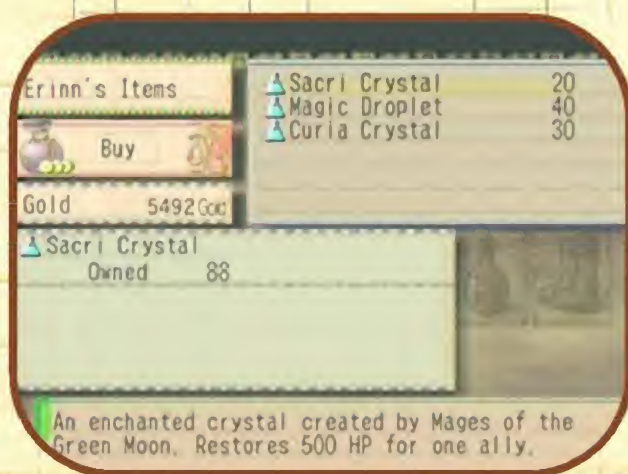 Erinn's Items
Buy
Gold 5492Gold
Sacri Crystal 20
Magic Droplet 40
Curia Crystal 30
Sacri Crystal
Owned 88
An enchanted crystal created by Mages of the
Green Moon. Restores 500 HP for one ally.